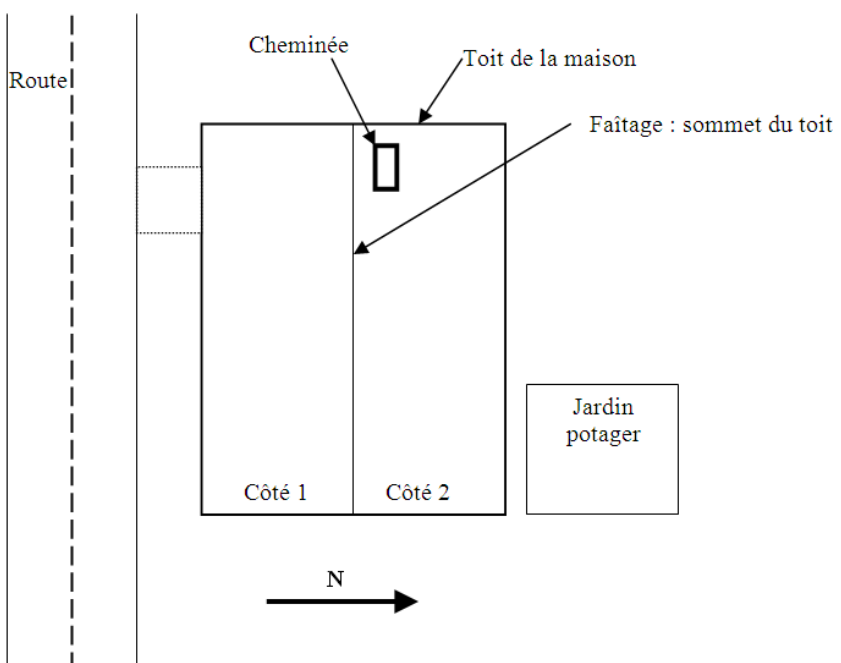 Cheminée
Toit de la maison
Route
Faîtage : sommet du toit
Jardin
potager
Côté 1
Côté 2
N